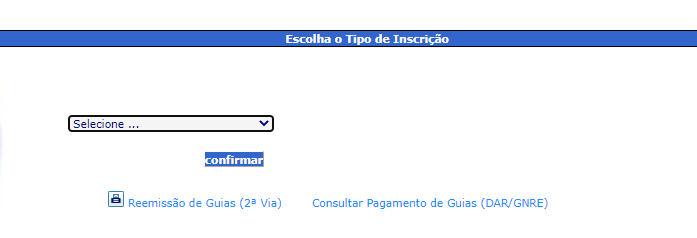 Escolha o Tipo de Inscrição
Selecione ...
confirmar
Reemissão de Guias (2ª Via) Consultar Pagamento de Guias (DAR/GNRE)